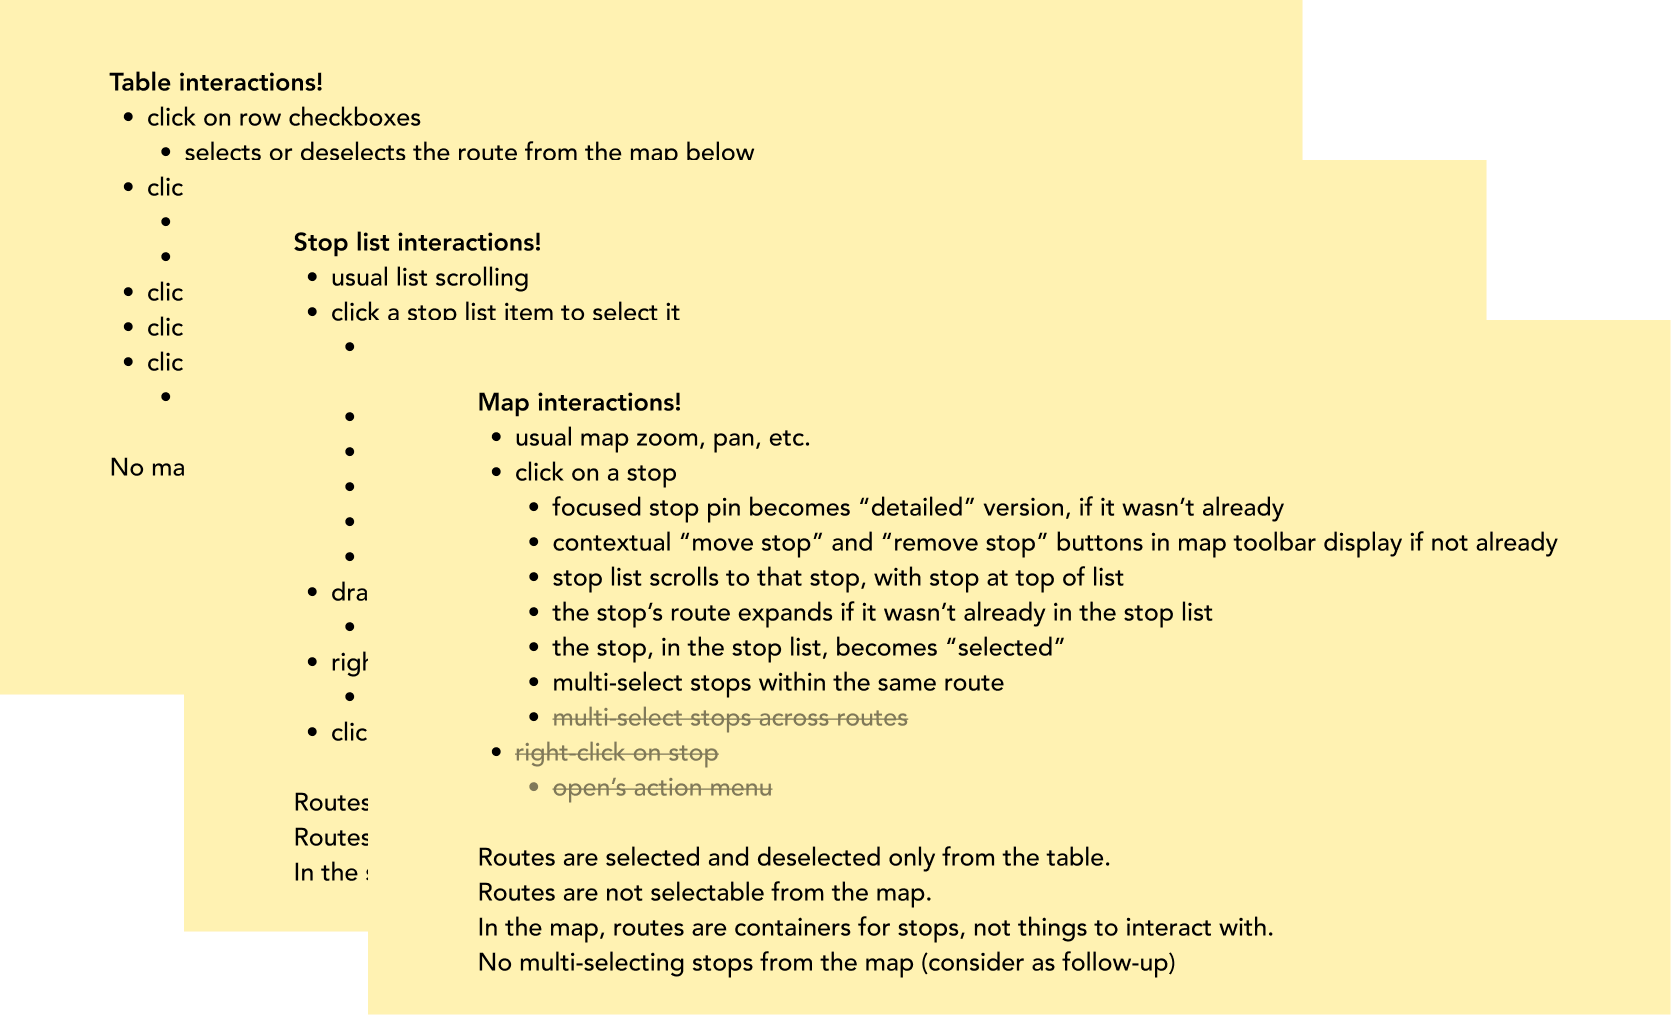 Table interactions!
• click on row checkboxes
• selects or deselects the route from the map below
• clic
•
•
• clic
• clic
• clic
•
No ma
Stop list interactions!
• usual list scrolling
• click a stop list item to select it
•
•
•
•
•
•
• dra
•
• righ
•
• clic
Routes
Routes
In the
Map interactions!
• usual map zoom, pan, etc.
• click on a stop
• focused stop pin becomes “detailed” version, if it wasn’t already
• contextual “move stop” and “remove stop” buttons in map toolbar display if not already
• stop list scrolls to that stop, with stop at top of list
• the stop’s route expands if it wasn’t already in the stop list
• the stop, in the stop list, becomes “selected”
• multi-select stops within the same route
• multi-select stops across routes
• right-click on stop
• open’s action menu
Routes are selected and deselected only from the table.
Routes are not selectable from the map.
In the map, routes are containers for stops, not things to interact with.
No multi-selecting stops from the map (consider as follow-up)